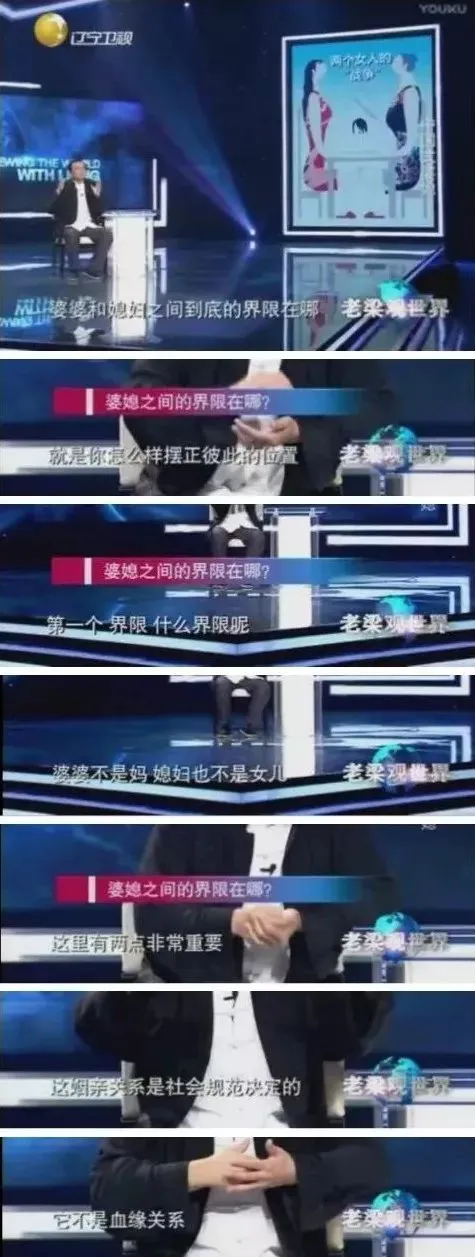 YOUKU
辽宁卫视
两个女人的
"战争"
EWING THE WORLD
WITH LIANG
婆婆和媳妇之间到底的界限在哪
老梁观世界
婆媳之间的界限在哪?
就是你怎么样摆正彼此的位置
老梁观世界
婆媳之间的界限在哪?
第一个 界限 什么界限呢
老梁观世界
婆婆不是妈 媳妇也不是女儿
老梁观世界
婆媳之间的界限在哪?
这里有两点非常重要
老梁观世界
这姻亲关系是社会规范决定的
老梁观世界
它不是血缘关系
老梁观世界